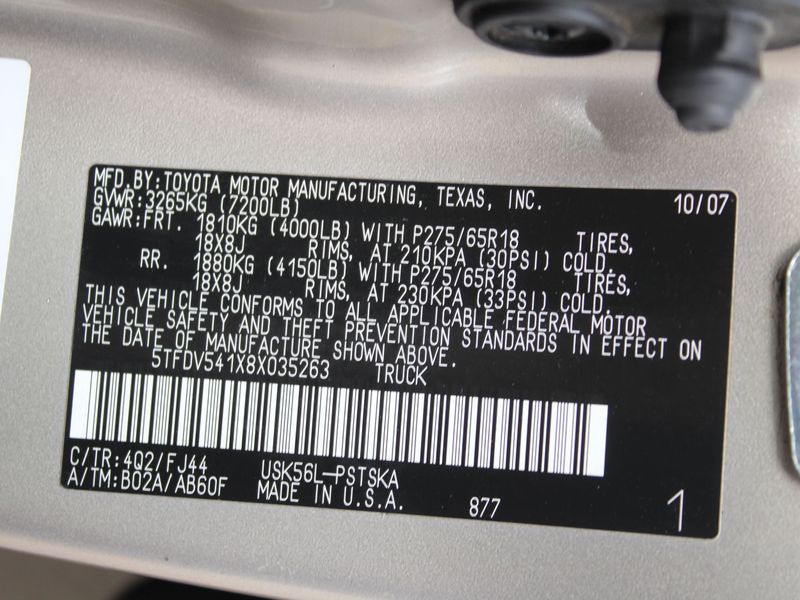 MFD.BY:TOYOTA MOTOR MANUFACTURING, TEXAS, INC. 10/07
GVWR:3265KG (7200LB)
GAWR:FRT. 1810KG (4000LB) WITH P275/65R18 TIRES,
18X8J RIMS, AT 210KPA (30PSI) COLD.
RR. 1880KG (4150LB) WITH P275/65R18 TIRES,
18X8J RIMS, AT 230KPA (33PSI) COLD.
THIS VEHICLE CONFORMS TO ALL APPLICABLE FEDERAL MOTOR
VEHICLE SAFETY AND THEFT PREVENTION STANDARDS IN EFFECT ON
THE DATE OF MANUFACTURE SHOWN ABOVE.
5TFDV541X8X035263 TRUCK
C/TR:4Q2/FJ44 USK56L-PSTSKA
A/TM:B02A/AB60F MADE IN U.S.A. 877 1